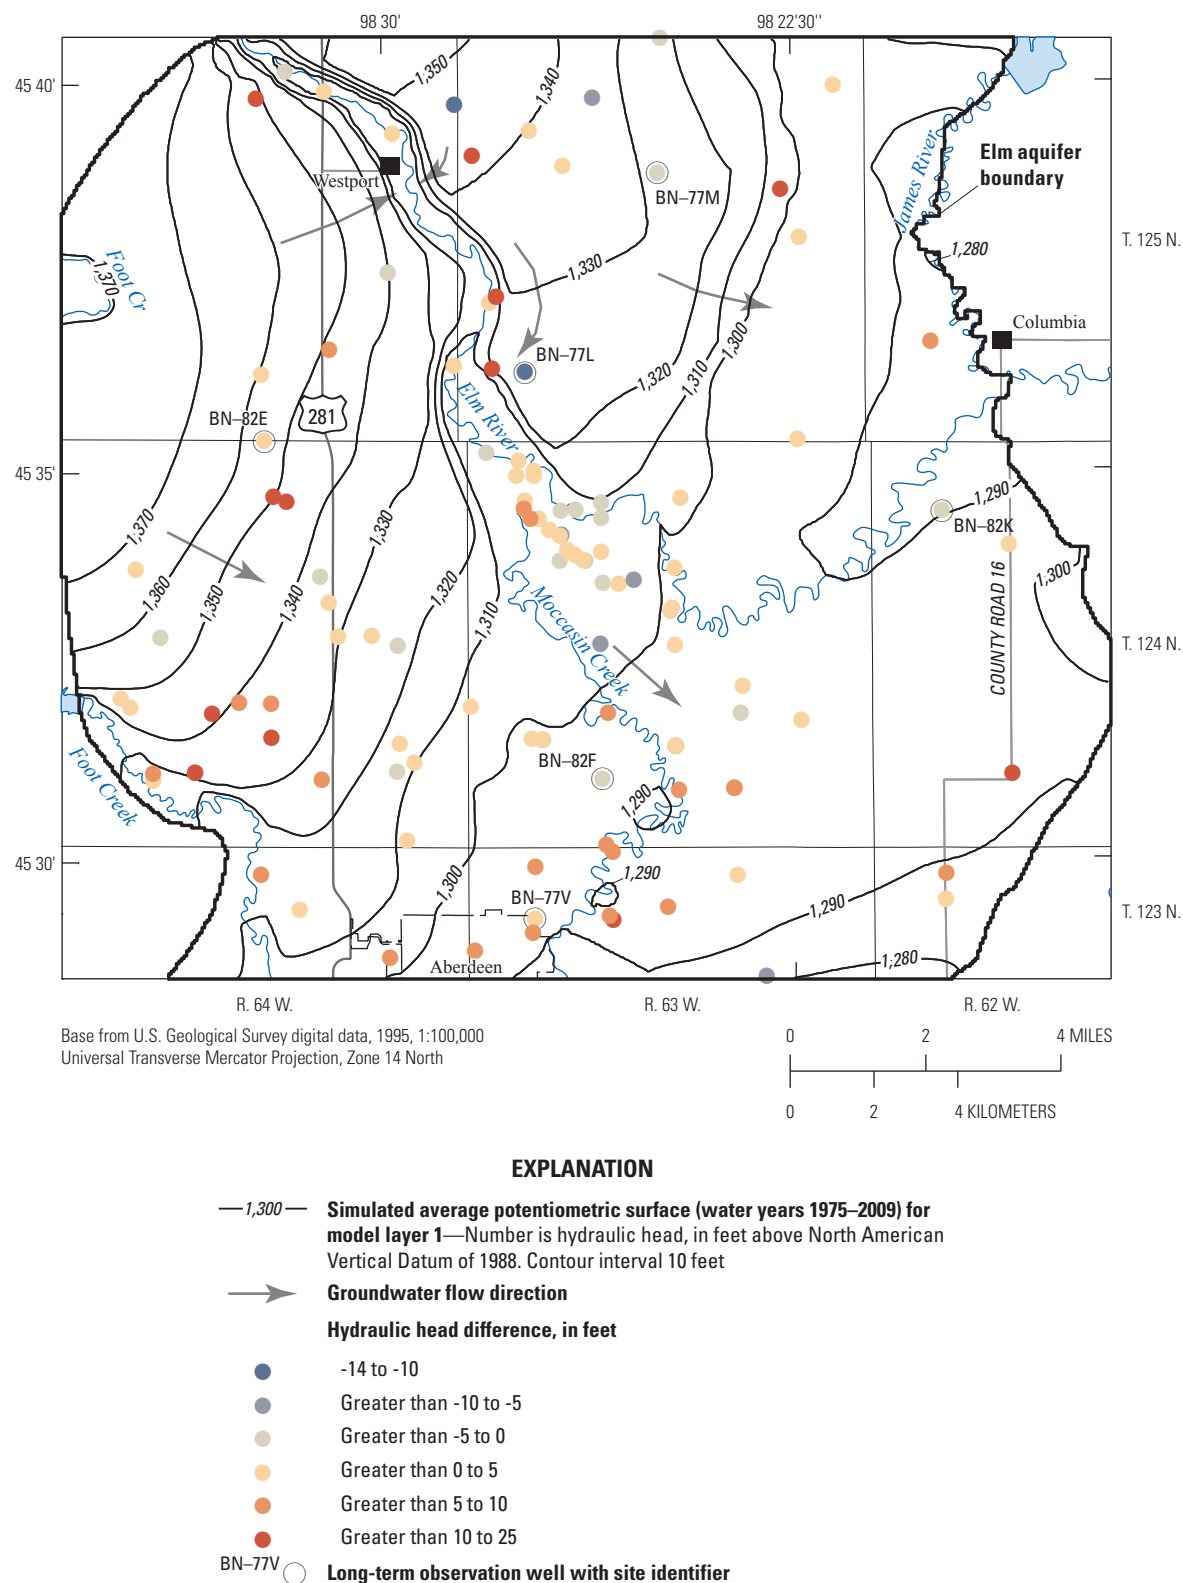 98 30'
98 22'30''
45 40'
1,350
1,340
James River
Elm aquifer
boundary
Westport
BN–77M
T. 125 N.
Foot Cr
1,370
1,330
1,280
Columbia
1,300
BN–77L
1,320
1,310
Elm River
BN–82E
281
45 35'
1,290
BN–82K
1,370
1,330
1,300
1,360
1,350
1,340
1,320
1,310
Moccasin Creek
COUNTY ROAD 16
T. 124 N.
Foot Creek
BN–82F
1,290
45 30'
1,300
1,290
BN–77V
1,290
T. 123 N.
Aberdeen
1,280
R. 64 W.
R. 63 W.
R. 62 W.
Base from U.S. Geological Survey digital data, 1995, 1:100,000
Universal Transverse Mercator Projection, Zone 14 North
0 2 4 MILES
0 2 4 KILOMETERS
EXPLANATION
1,300
Simulated average potentiometric surface (water years 1975–2009) for
model layer 1—Number is hydraulic head, in feet above North American
Vertical Datum of 1988. Contour interval 10 feet
Groundwater flow direction
Hydraulic head difference, in feet
-14 to -10
Greater than -10 to -5
Greater than -5 to 0
Greater than 0 to 5
Greater than 5 to 10
Greater than 10 to 25
BN–77V
Long-term observation well with site identifier